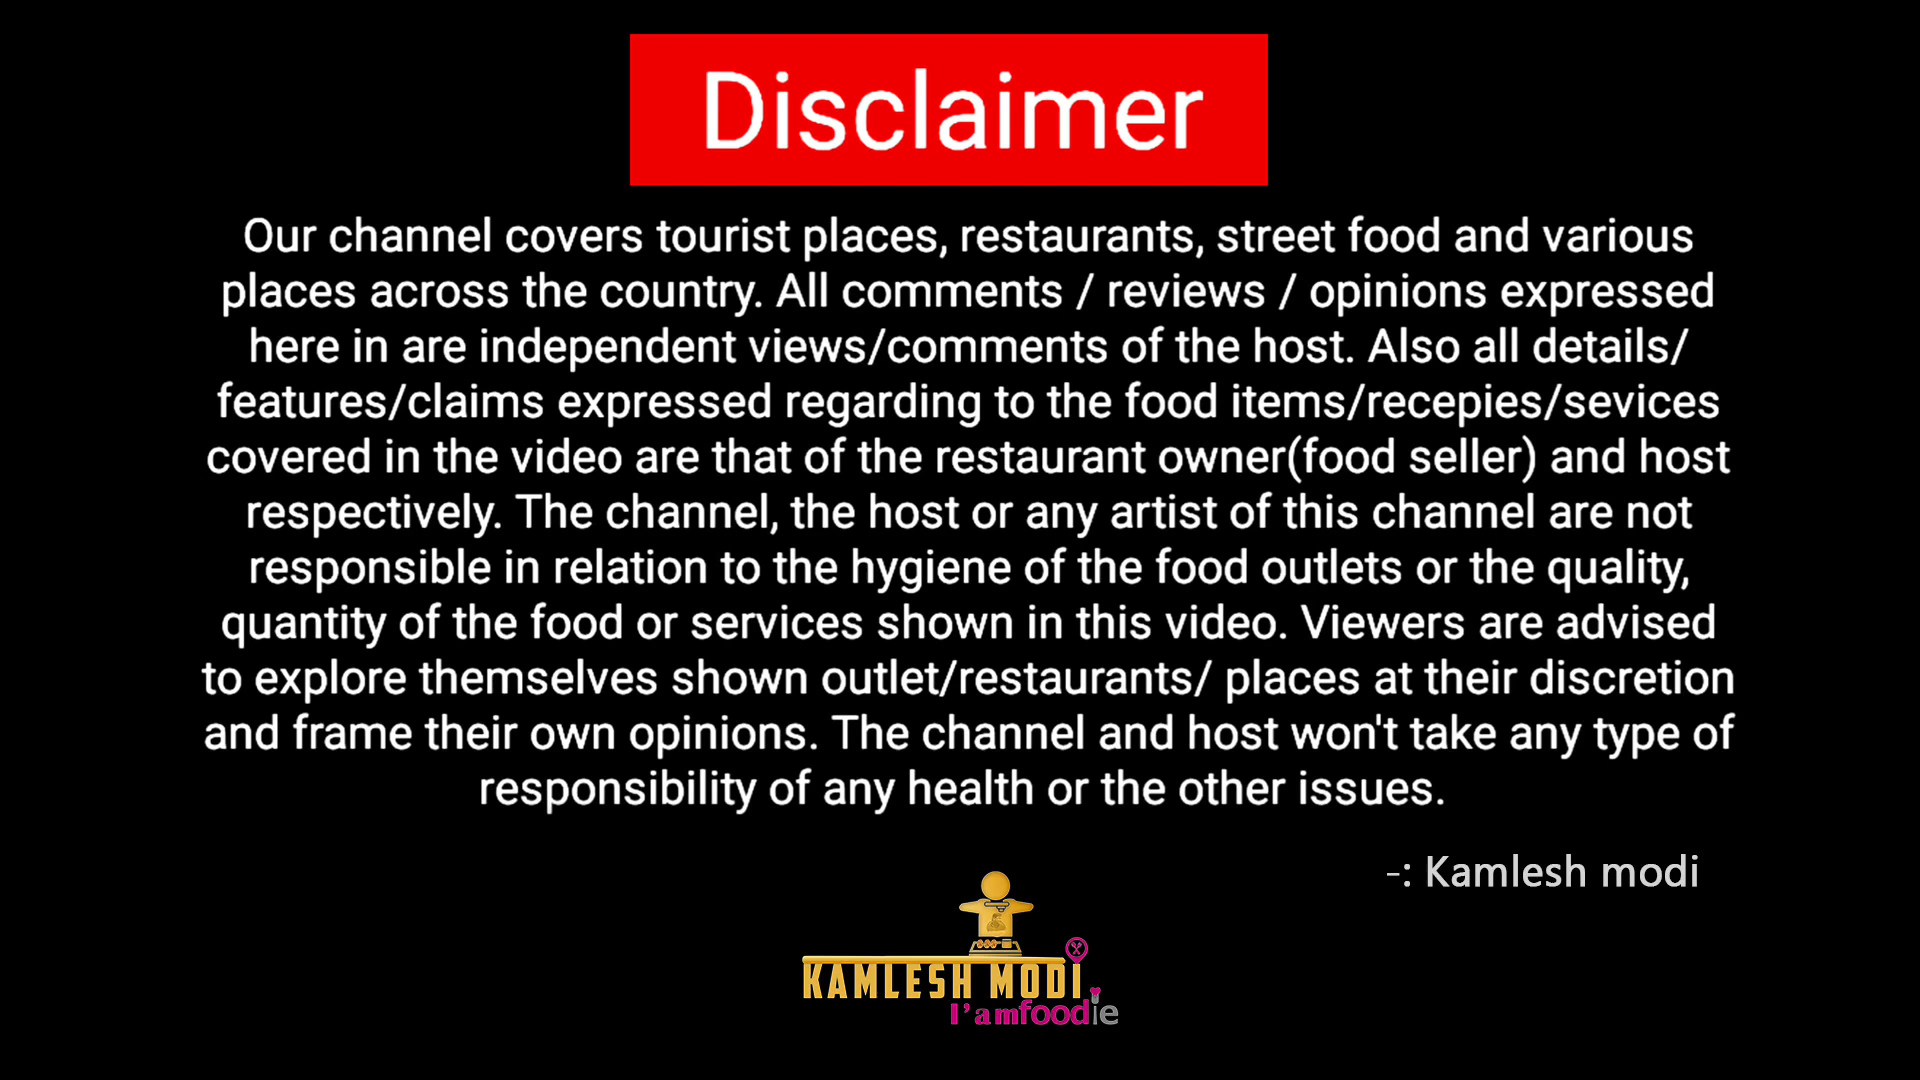 Disclaimer
Our channel covers tourist places, restaurants, street food and various
places across the country. All comments / reviews / opinions expressed
here in are independent views/comments of the host. Also all details/
features/claims expressed regarding to the food items/recepies/sevices
covered in the video are that of the restaurant owner(food seller) and host
respectively. The channel, the host or any artist of this channel are not
responsible in relation to the hygiene of the food outlets or the quality,
quantity of the food or services shown in this video. Viewers are advised
to explore themselves shown outlet/restaurants/ places at their discretion
and frame their own opinions. The channel and host won't take any type of
responsibility of any health or the other issues.
-: Kamlesh modi
KAMLESH MODI
I'amfoodie